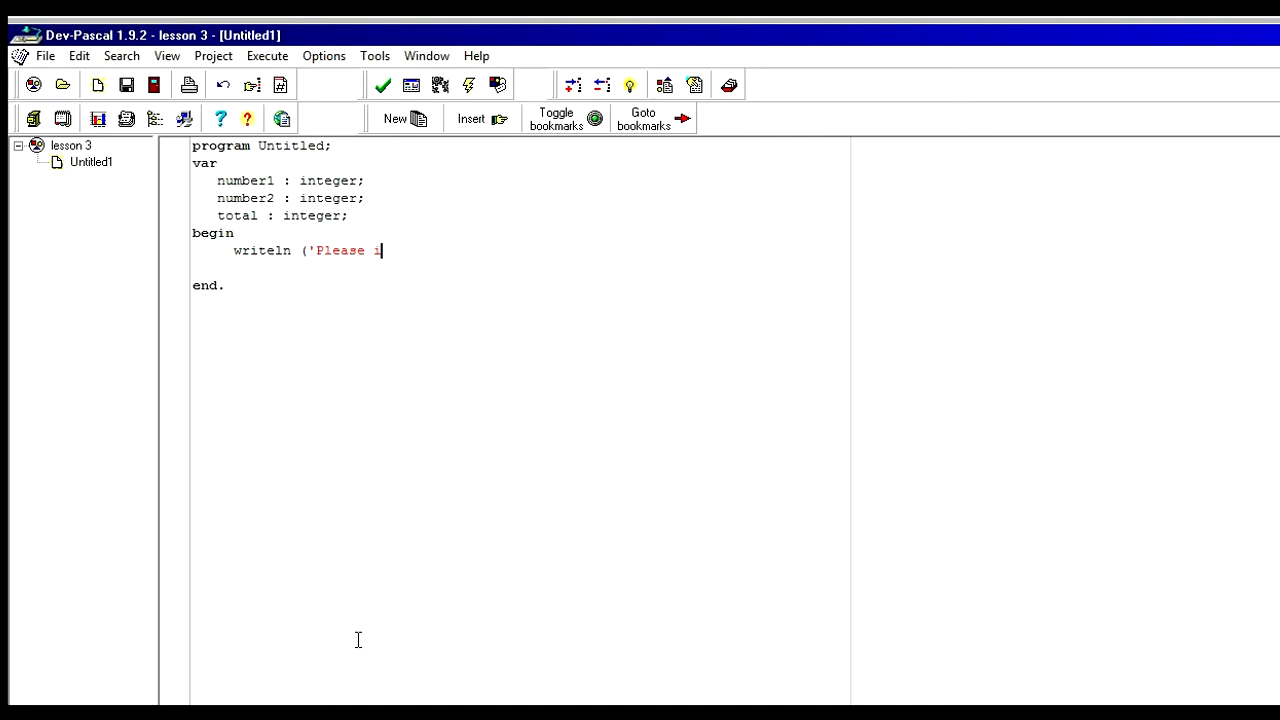 Dev-Pascal 1.9.2 - lesson 3 - [Untitled1]
File Edit Search View Project Execute Options Tools Window Help
New Insert Toggle bookmarks Goto bookmarks
lesson 3
Untitled1
program Untitled;
var
number1 : integer;
number2 : integer;
total : integer;
begin
writeln ('Please i
end.